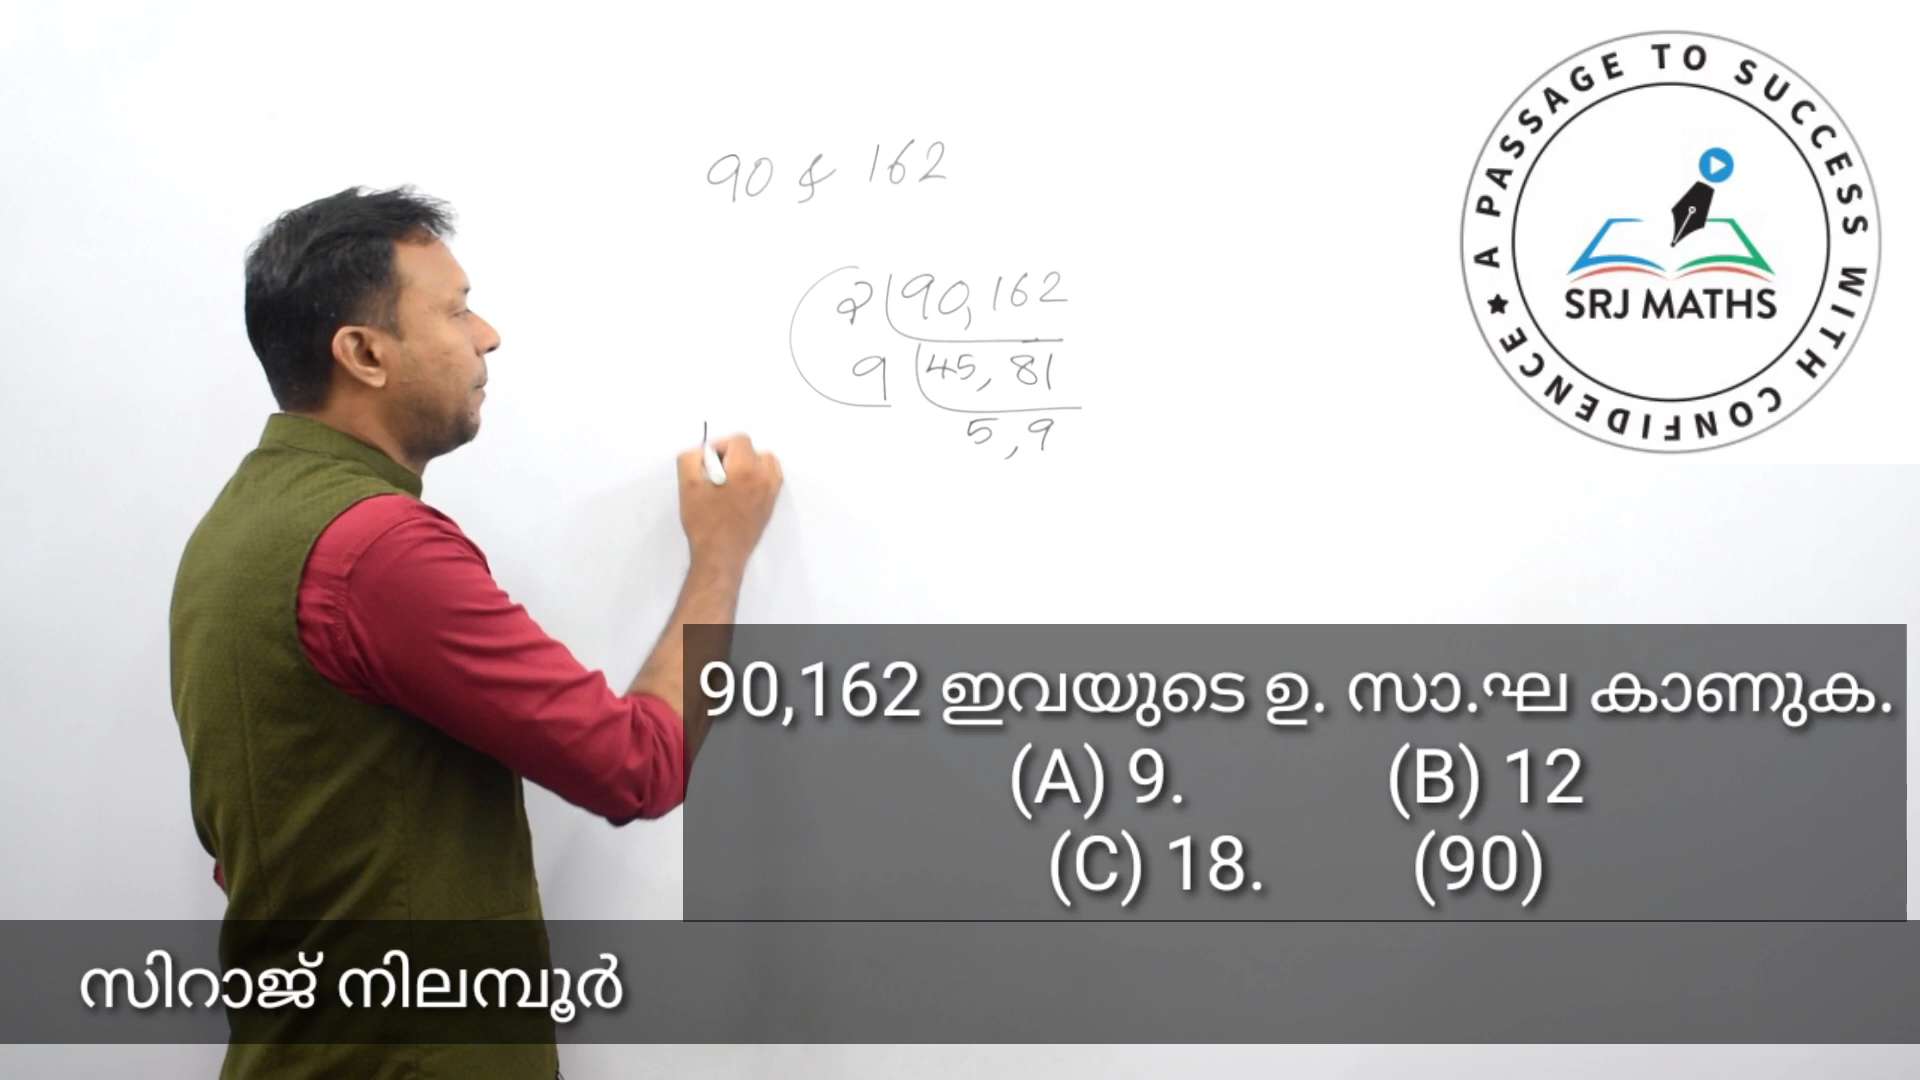 90 & 162
2 90, 162
9 45, 81
5, 9
A PASSAGE TO SUCCESS WITH CONFIDENCE ★
SRJ MATHS
90,162 ഇവയുടെ ഉ. സാ.ഘ കാണുക.
(A) 9. (B) 12
(C) 18. (90)
സിറാജ് നിലമ്പൂർ